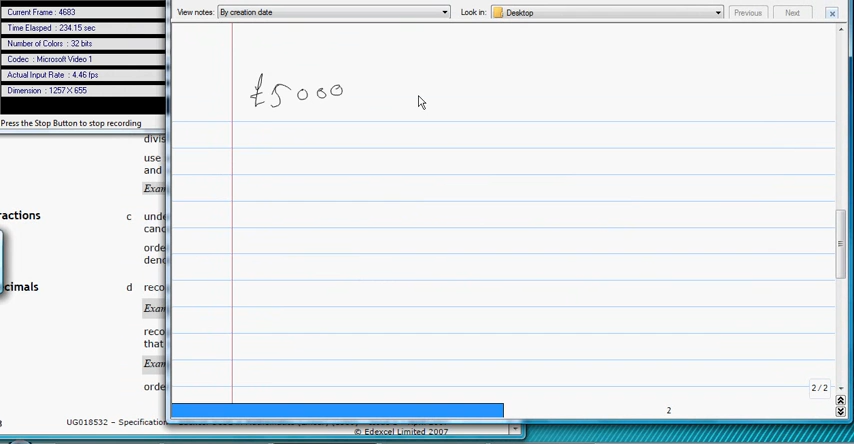 Current Frame : 4683
Time Elasped : 234.15 sec
Number of Colors : 32 bits
Codec : Microsoft Video 1
Actual Input Rate : 4.46 fps
Dimension : 1257 X 655
Press the Stop Button to stop recording
View notes: By creation date Look in: Desktop Previous Next
£5000
divis
use
and
Exam
ractions c unde
canc
orde
deno
ecimals d reco
Exam
reco
that
Exam
orde
2 / 2
2
UG018532 – Specification
© Edexcel Limited 2007